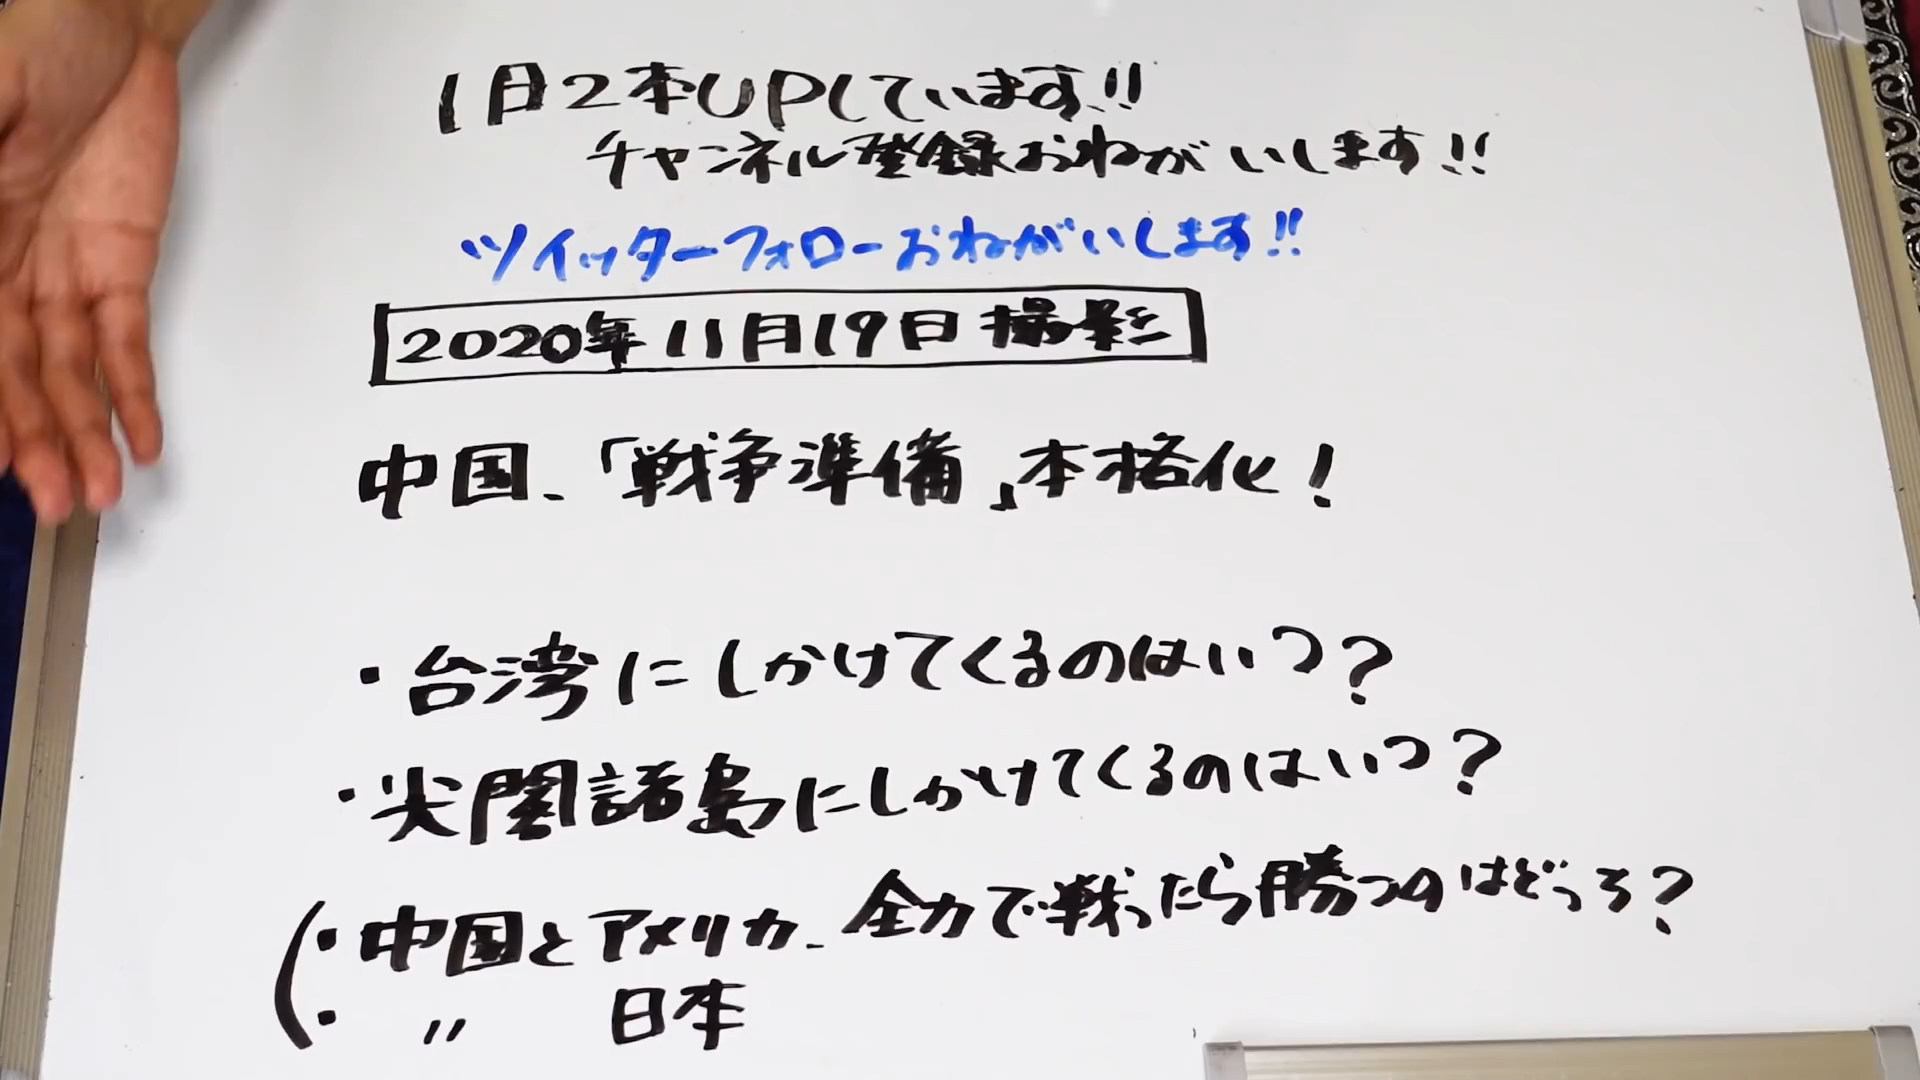 1日2本UPしています!!
チャンネル登録おねがいします!!
ツイッターフォローおねがいします!!
2020年11月19日撮影
中国、「戦争準備」本格化!
・台湾にしかけてくるのはいつ?
・尖閣諸島にしかけてくるのはいつ?
(・中国とアメリカ、全力で戦ったら勝つのはどっち?
・〃 日本